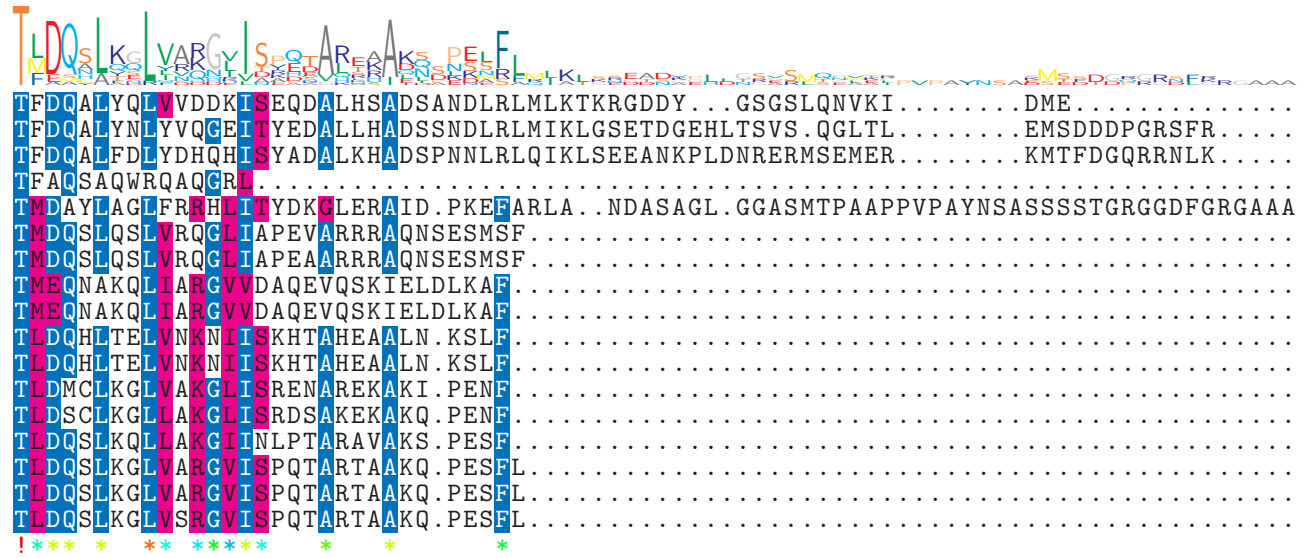 TFDQALYQLVVDDKISEQDALHSADSANDLRLMLKTKRGDDY...GSGSLQNVKI........DME..............
TFDQALYNLYVQGEITYEDALLHADSSNDLRLMIKLGSETDGEHLTSVS.QGLTL........EMSDDDPGRSFR.....
TFDQALFDLYDHQHISYADALKHADSPNNLRLQIKLSEEANKPLDNRERMSEMER........KMTFDGQRRNLK.....
TFAQSAQWRQAQGRL.................................................................
TMDAYLAGLFRRHLITYDKGLERAID.PKEFARLA..NDASAGL.GGASMTPAAPPVPAYNSASSSSTGRGGDFGRGAAA
TMDQSLQSLVRQGLIAPEVARRRAQNSESMSF................................................
TMDQSLQSLVRQGLIAPEAARRRAQNSESMSF................................................
TMEQNAKQLIARGVVDAQEVQSKIELDLKAF.................................................
TMEQNAKQLIARGVVDAQEVQSKIELDLKAF.................................................
TLDQHLTELVNKNIISKHTAHEAALN.KSLF.................................................
TLDQHLTELVNKNIISKHTAHEAALN.KSLF.................................................
TLDMCLKGLVAKGLISRENAREKAKI.PENF.................................................
TLDSCLKGLLAKGLISRDSAKEKAKQ.PENF.................................................
TLDQSLKQLLAKGIINLPTARAVAKS.PESF.................................................
TLDQSLKGLVARGVISPQTARTAAKQ.PESFL................................................
TLDQSLKGLVARGVISPQTARTAAKQ.PESFL................................................
TLDQSLKGLVSRGVISPQTARTAAKQ.PESFL................................................
!*** *  ** *****   *   *      *